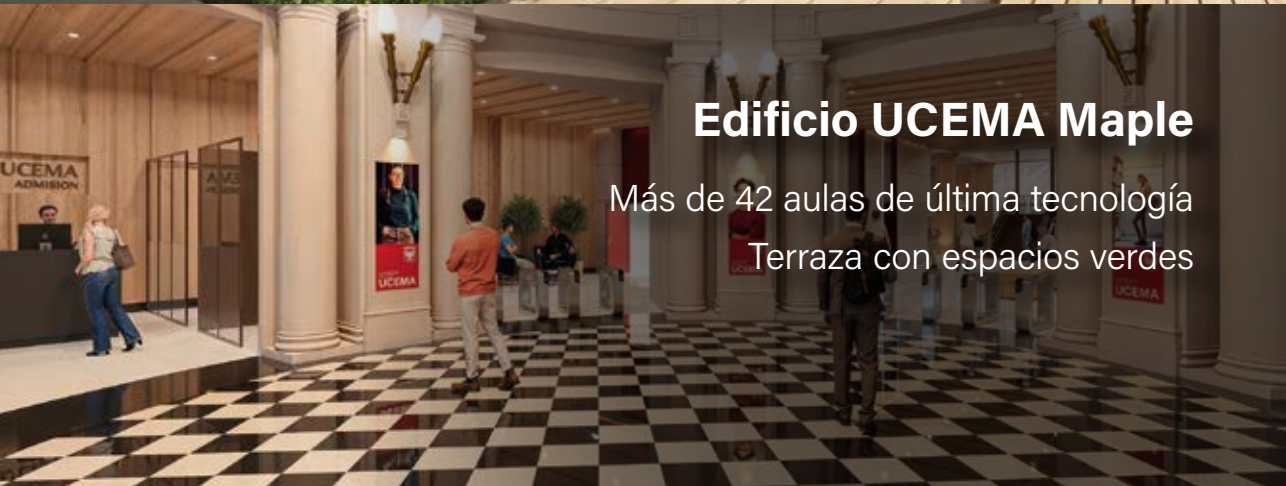 Edificio UCEMA Maple
Más de 42 aulas de última tecnología
Terraza con espacios verdes
UCEMA
ADMISION
UCEMA
UCEMA
UCEMA